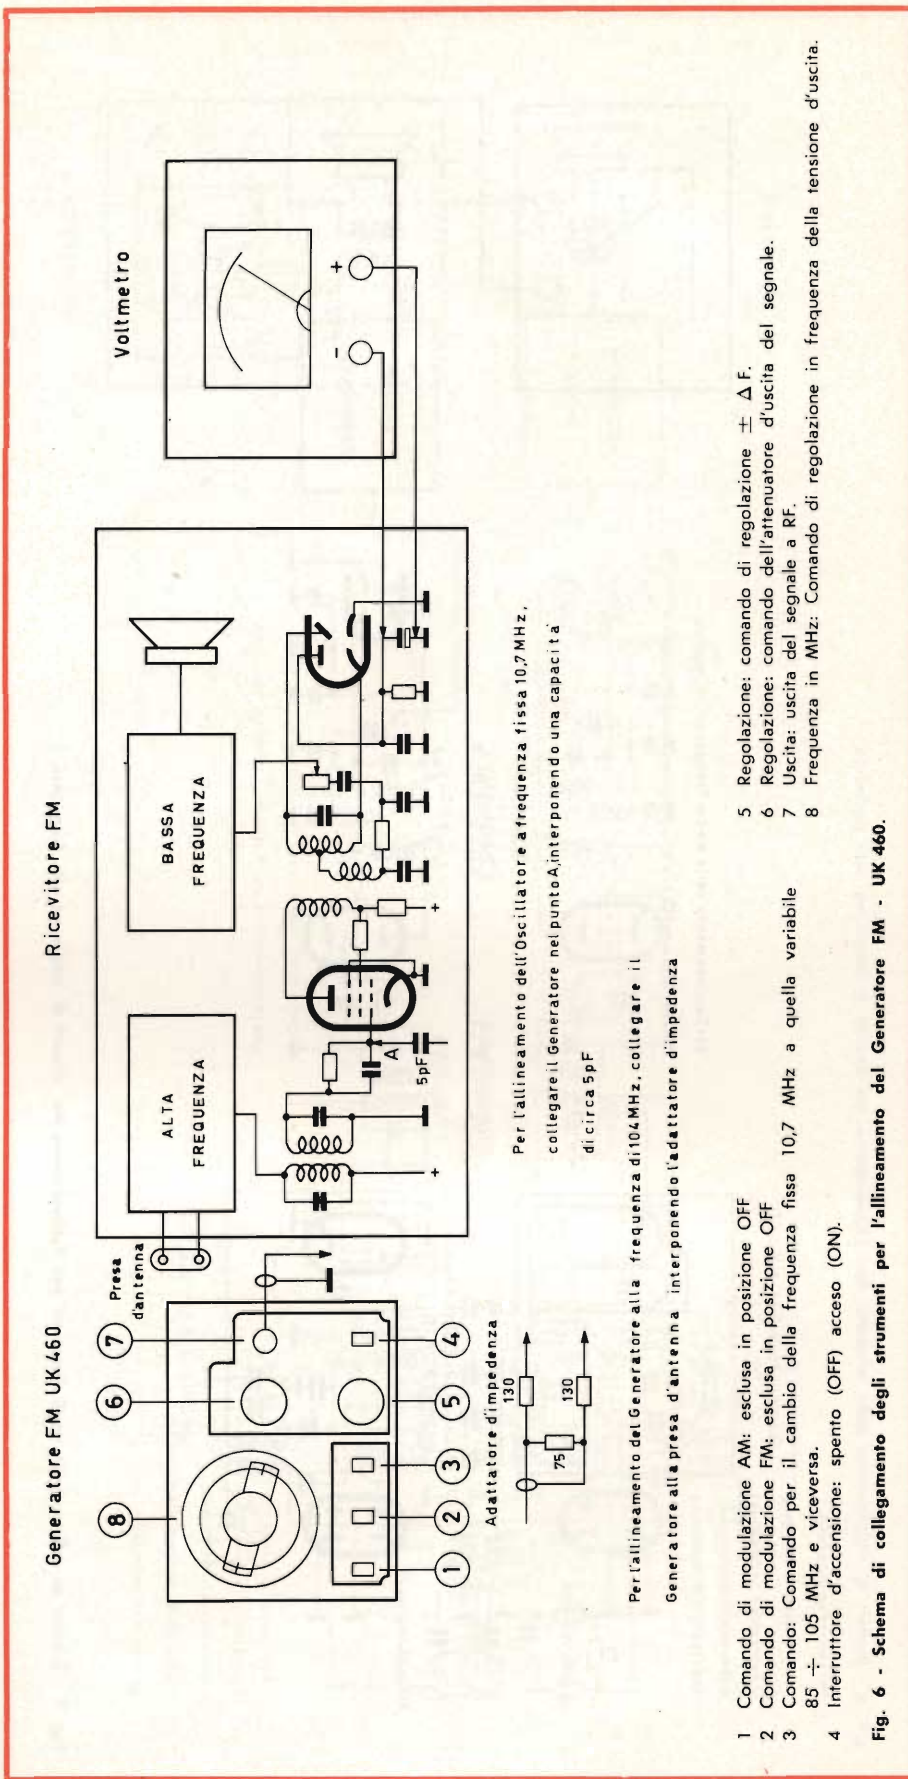 Generatore FM UK 460
Ricevitore FM
Voltmetro
8
6
7
1
2
3
5
4
Presa
d'antenna
ALTA
FREQUENZA
BASSA
FREQUENZA
-
+
A
5pF
+
+
Adattatore d'impedenza
130
75
130
Per l'allineamento dell'Oscillatore a frequenza fissa 10,7 MHz,
collegare il Generatore nel punto A, interponendo una capacita'
di circa 5pF
Per l'allineamento del Generatore alla frequenza di 104 MHz, collegare il
Generatore alla presa d'antenna interponendo l'adattatore d'impedenza
1 Comando di modulazione AM: esclusa in posizione OFF
2 Comando di modulazione FM: esclusa in posizione OFF
3 Comando: Comando per il cambio della frequenza fissa 10,7 MHz a quella variabile
85 ÷ 105 MHz e viceversa.
4 Interruttore d'accensione: spento (OFF) acceso (ON).
5 Regolazione: comando di regolazione ± Δ F.
6 Regolazione: comando dell'attenuatore d'uscita del segnale.
7 Uscita: uscita del segnale a RF.
8 Frequenza in MHz: Comando di regolazione in frequenza della tensione d'uscita.
Fig. 6 - Schema di collegamento degli strumenti per l'allineamento del Generatore FM - UK 460.